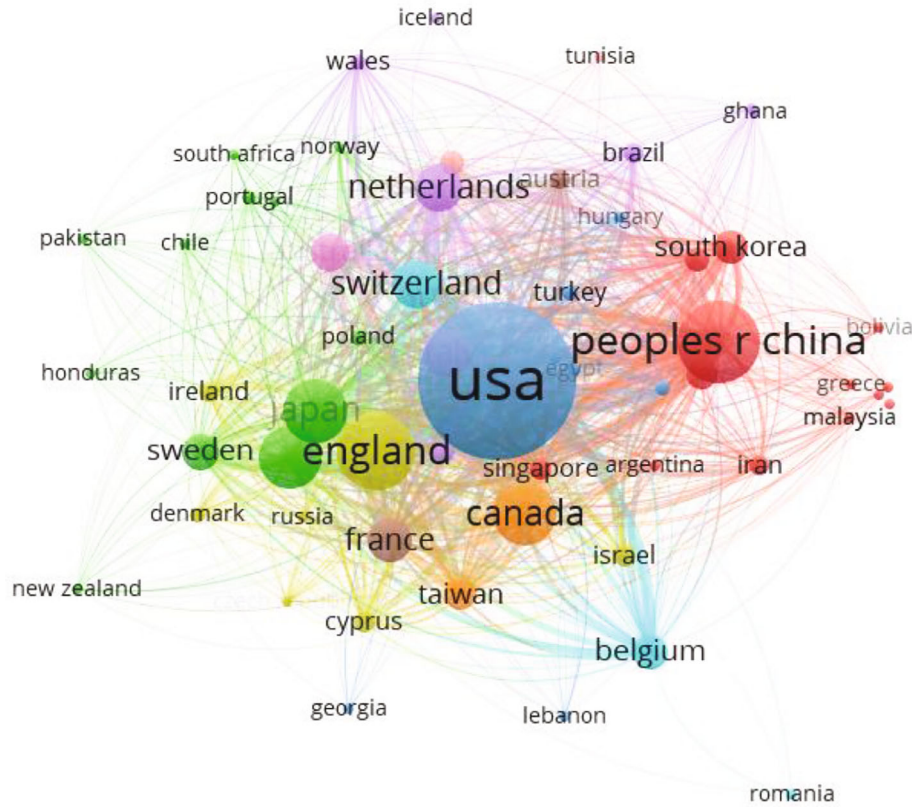 iceland
tunisia
wales
ghana
norway
brazil
south africa
austria
netherlands
portugal
hungary
pakistan
chile
south korea
switzerland
turkey
bolivia
poland
peoples r china
honduras
egypt
usa
greece
ireland
japan
malaysia
sweden
england
singapore
argentina
iran
denmark
russia
canada
france
israel
new zealand
taiwan
cyprus
belgium
georgia
lebanon
romania